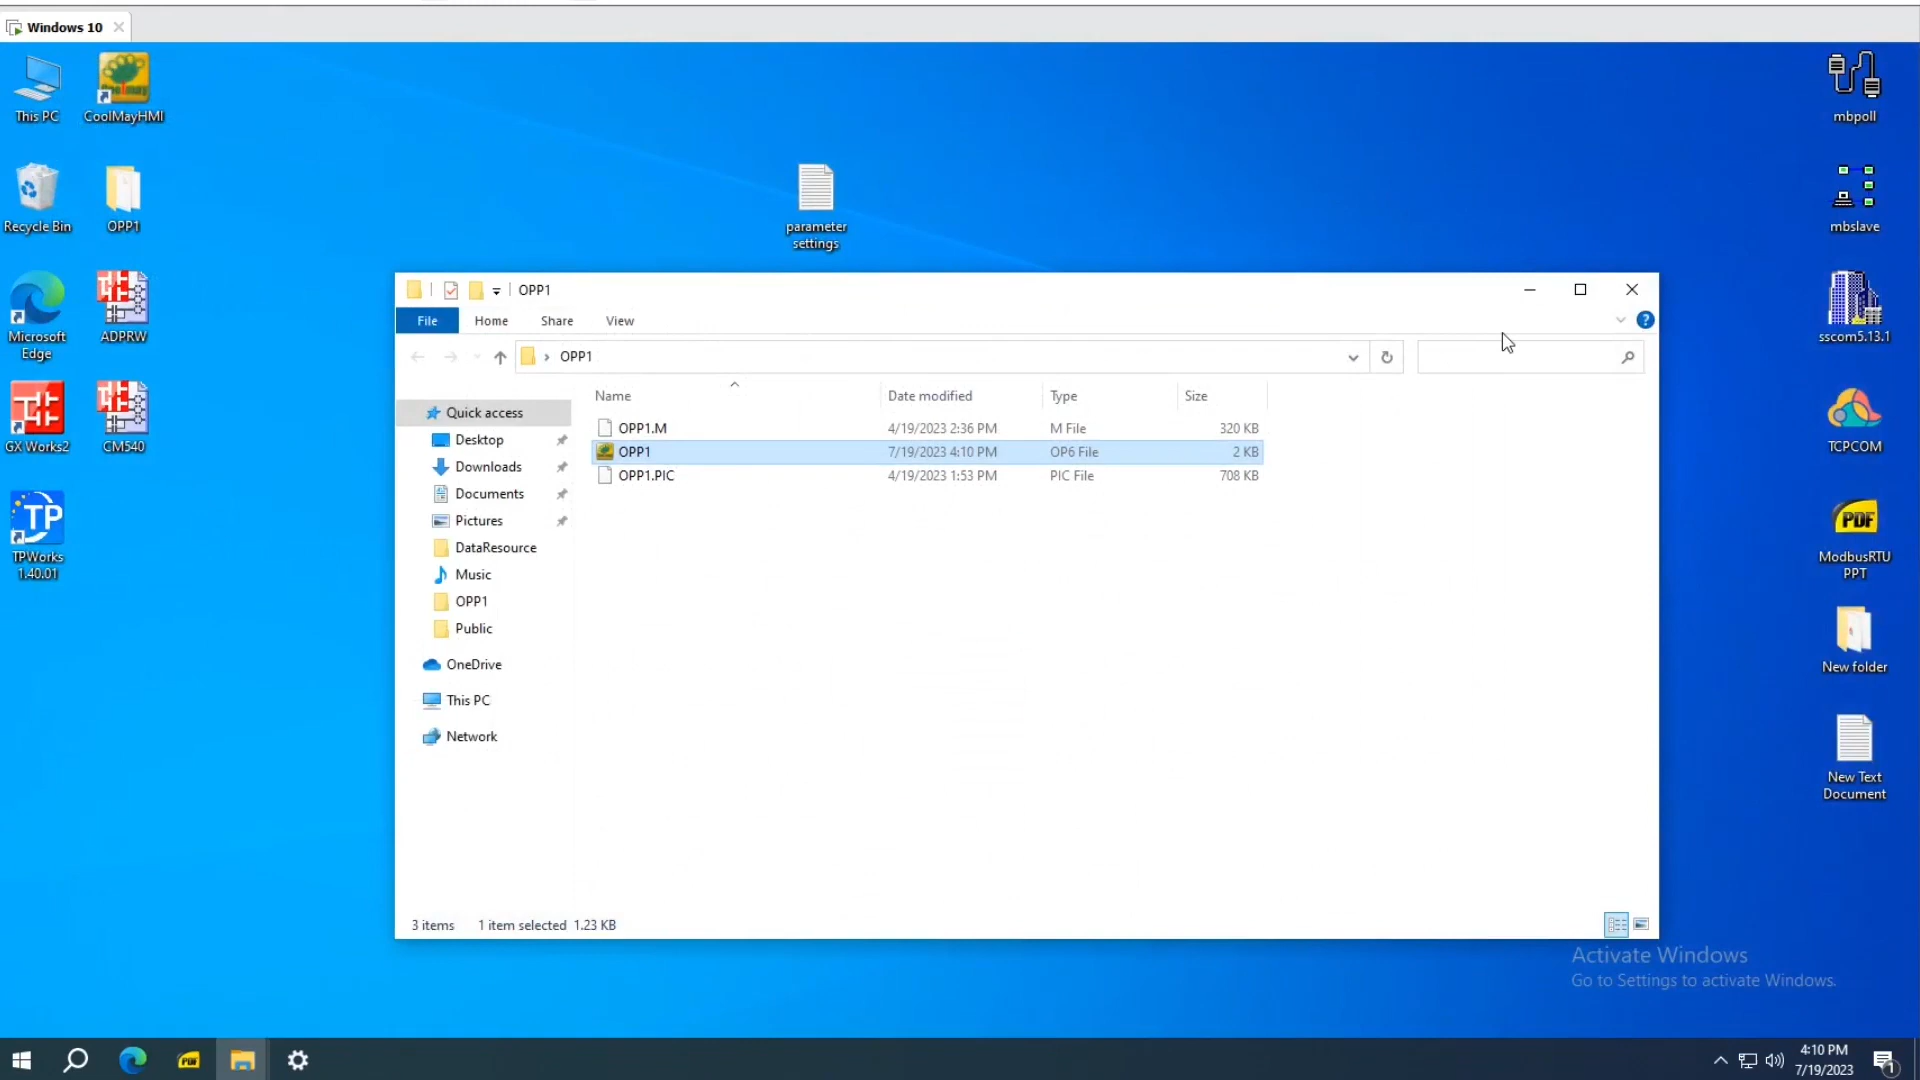 Windows 10
This PC
CoolMayHMI
Recycle Bin
OPP1
Microsoft
Edge
ADPRW
GX Works2
CM540
TP
TPWorks
1.40.01
parameter
settings
OPP1
File
Home
Share
View
OPP1
Name
Date modified
Type
Size
OPP1.M
4/19/2023 2:36 PM
M File
320 KB
OPP1
7/19/2023 4:10 PM
OP6 File
2 KB
OPP1.PIC
4/19/2023 1:53 PM
PIC File
708 KB
Quick access
Desktop
Downloads
Documents
Pictures
DataResource
Music
OPP1
Public
OneDrive
This PC
Network
3 items
1 item selected
1.23 KB
mbpoll
mbslave
sscom5.13.1
TCPCOM
PDF
ModbusRTU
PPT
New folder
New Text
Document
Activate Windows
Go to Settings to activate Windows.
PDF
4:10 PM
7/19/2023
1